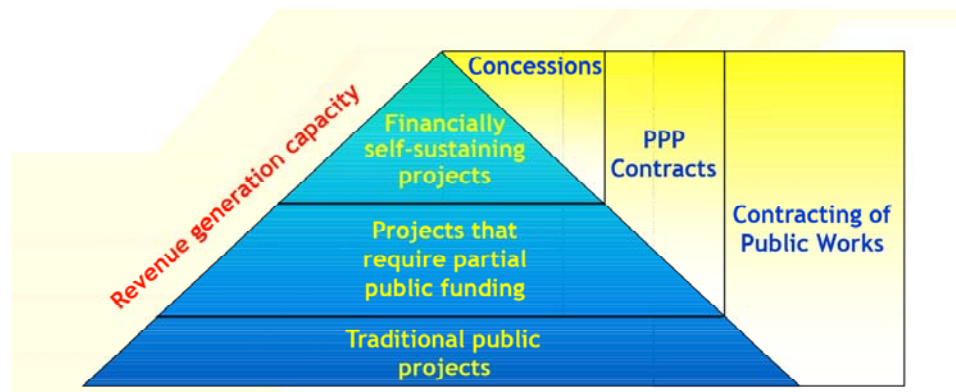 Revenue generation capacity
Concessions
Financially
self-sustaining
projects
PPP
Contracts
Projects that
require partial
public funding
Contracting of
Public Works
Traditional public
projects